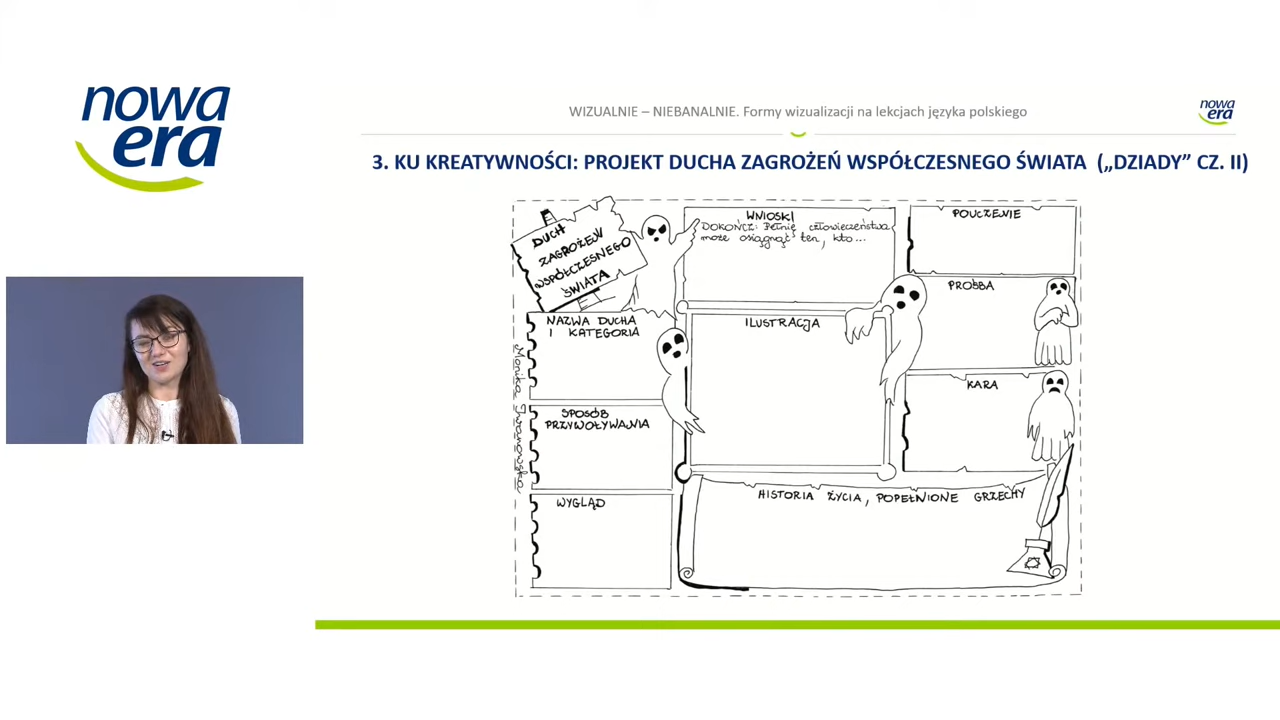 nowa
era
WIZUALNIE – NIEBANALNIE. Formy wizualizacji na lekcjach języka polskiego
nowa
era
3. KU KREATYWNOŚCI: PROJEKT DUCHA ZAGROŻEŃ WSPÓŁCZESNEGO ŚWIATA („DZIADY” CZ. II)
DUCH
ZAGROŻEŃ
WSPÓŁCZESNEGO
ŚWIATA
WNIOSKI
DOKOŃCZ: Pełnię człowieczeństwa
może osiągnąć ten, kto...
POUCZENIE
PROŚBA
NAZWA DUCHA
I KATEGORIA
ILUSTRACJA
KARA
SPOSÓB
PRZYWOŁYWANIA
Monika Iwanowska
WYGLĄD
HISTORIA ŻYCIA, POPEŁNIONE GRZECHY